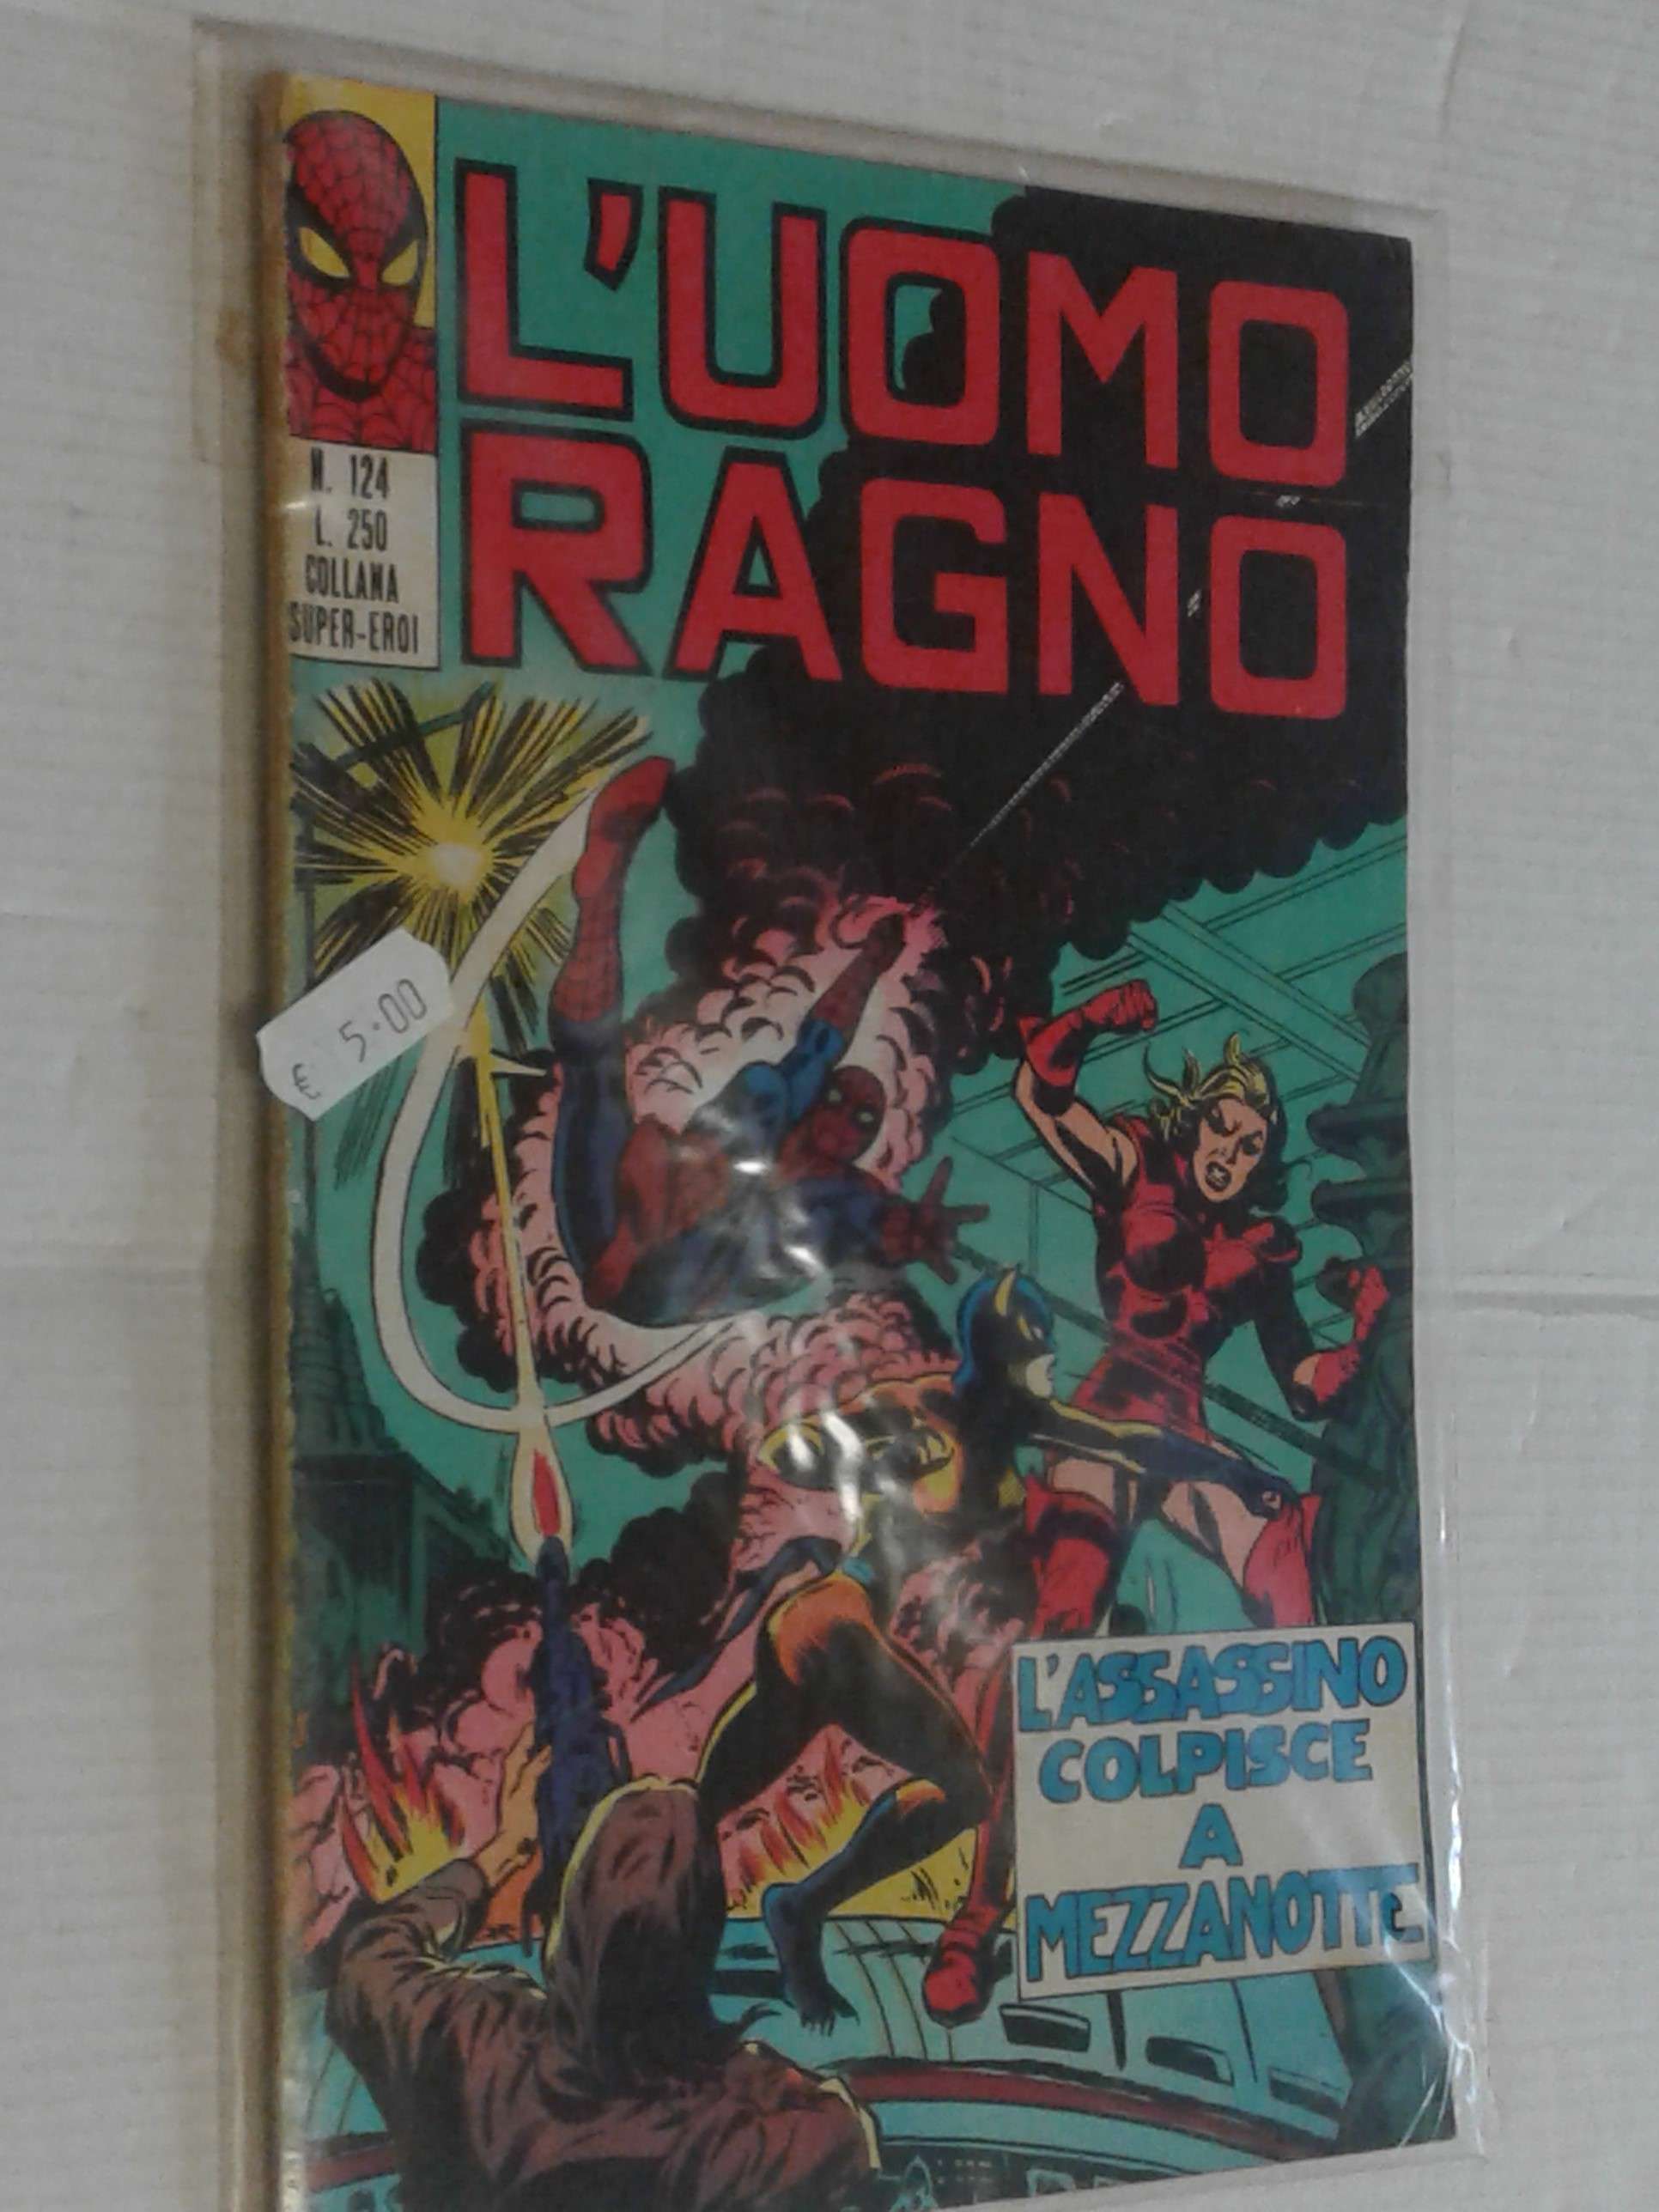 L'UOMO
RAGNO
N. 124
L. 250
COLLANA
SUPER-EROI
€ 5.00
L'ASSASSINO
COLPISCE
A
MEZZANOTTE